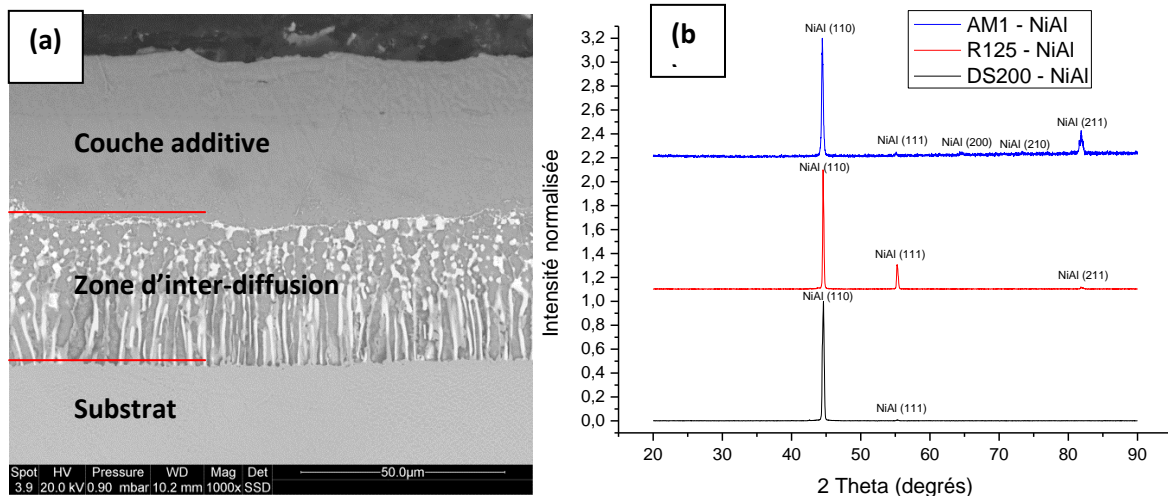 (a)
Couche additive
Zone d'inter-diffusion
Substrat
Spot HV Pressure WD Mag Det
3.9 20.0 kV 0.90 mbar 10.2 mm 1000x SSD
50.0µm
(b
AM1 - NiAl
R125 - NiAl
DS200 - NiAl
Intensité normalisée
3,2
3,0
2,8
2,6
2,4
2,2
2,0
1,8
1,6
1,4
1,2
1,0
0,8
0,6
0,4
0,2
0,0
NiAl (110)
NiAl (111)
NiAl (200)
NiAl (210)
NiAl (211)
NiAl (110)
NiAl (111)
NiAl (211)
NiAl (110)
NiAl (111)
20 30 40 50 60 70 80 90
2 Theta (degrés)